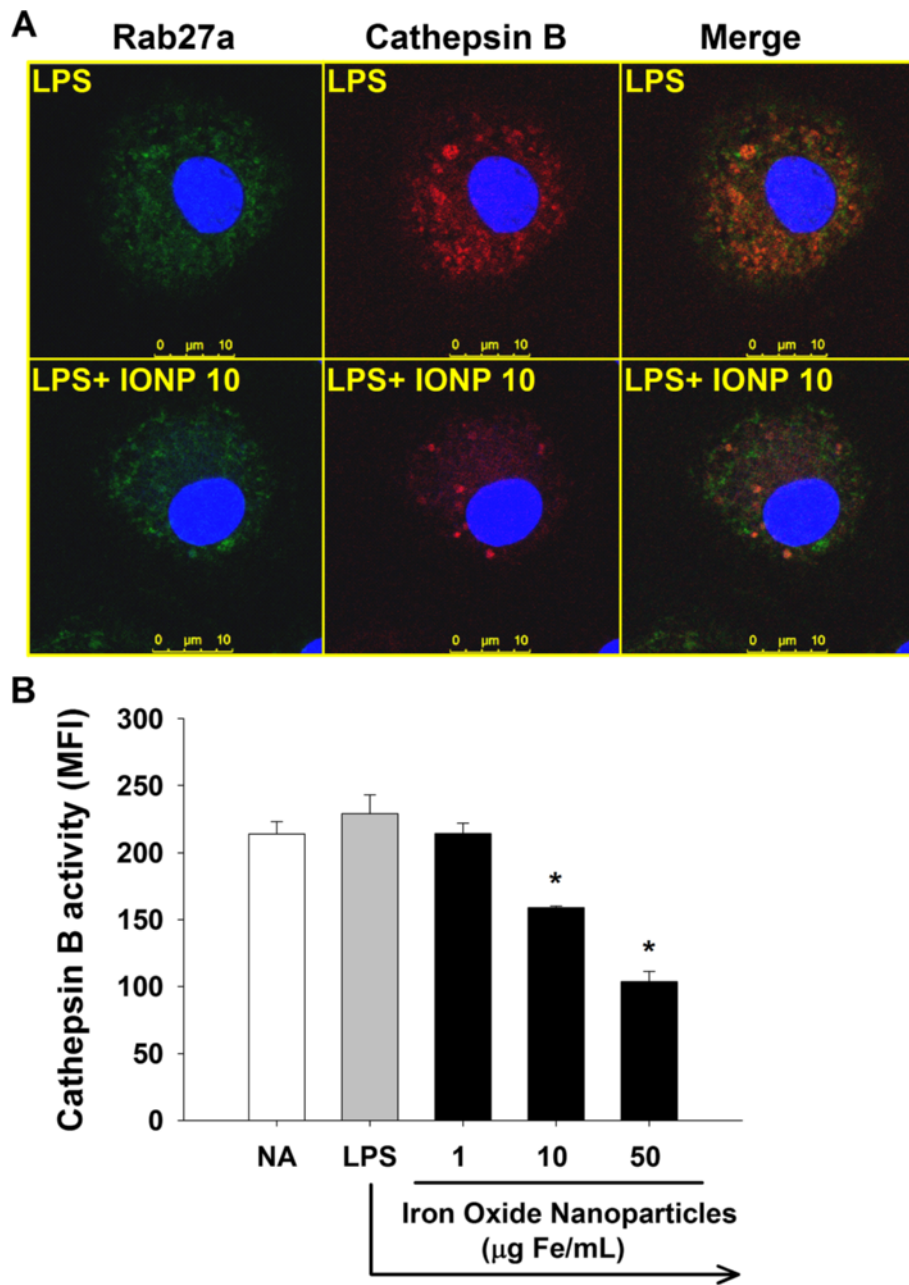 A
Rab27a Cathepsin B Merge
LPS LPS LPS
0 µm 10 0 µm 10 0 µm 10
LPS+ IONP 10 LPS+ IONP 10 LPS+ IONP 10
0 µm 10 0 µm 10 0 µm 10
B
Cathepsin B activity (MFI)
300
250
200
150
100
50
0
*
*
NA LPS 1 10 50
Iron Oxide Nanoparticles
(µg Fe/mL)